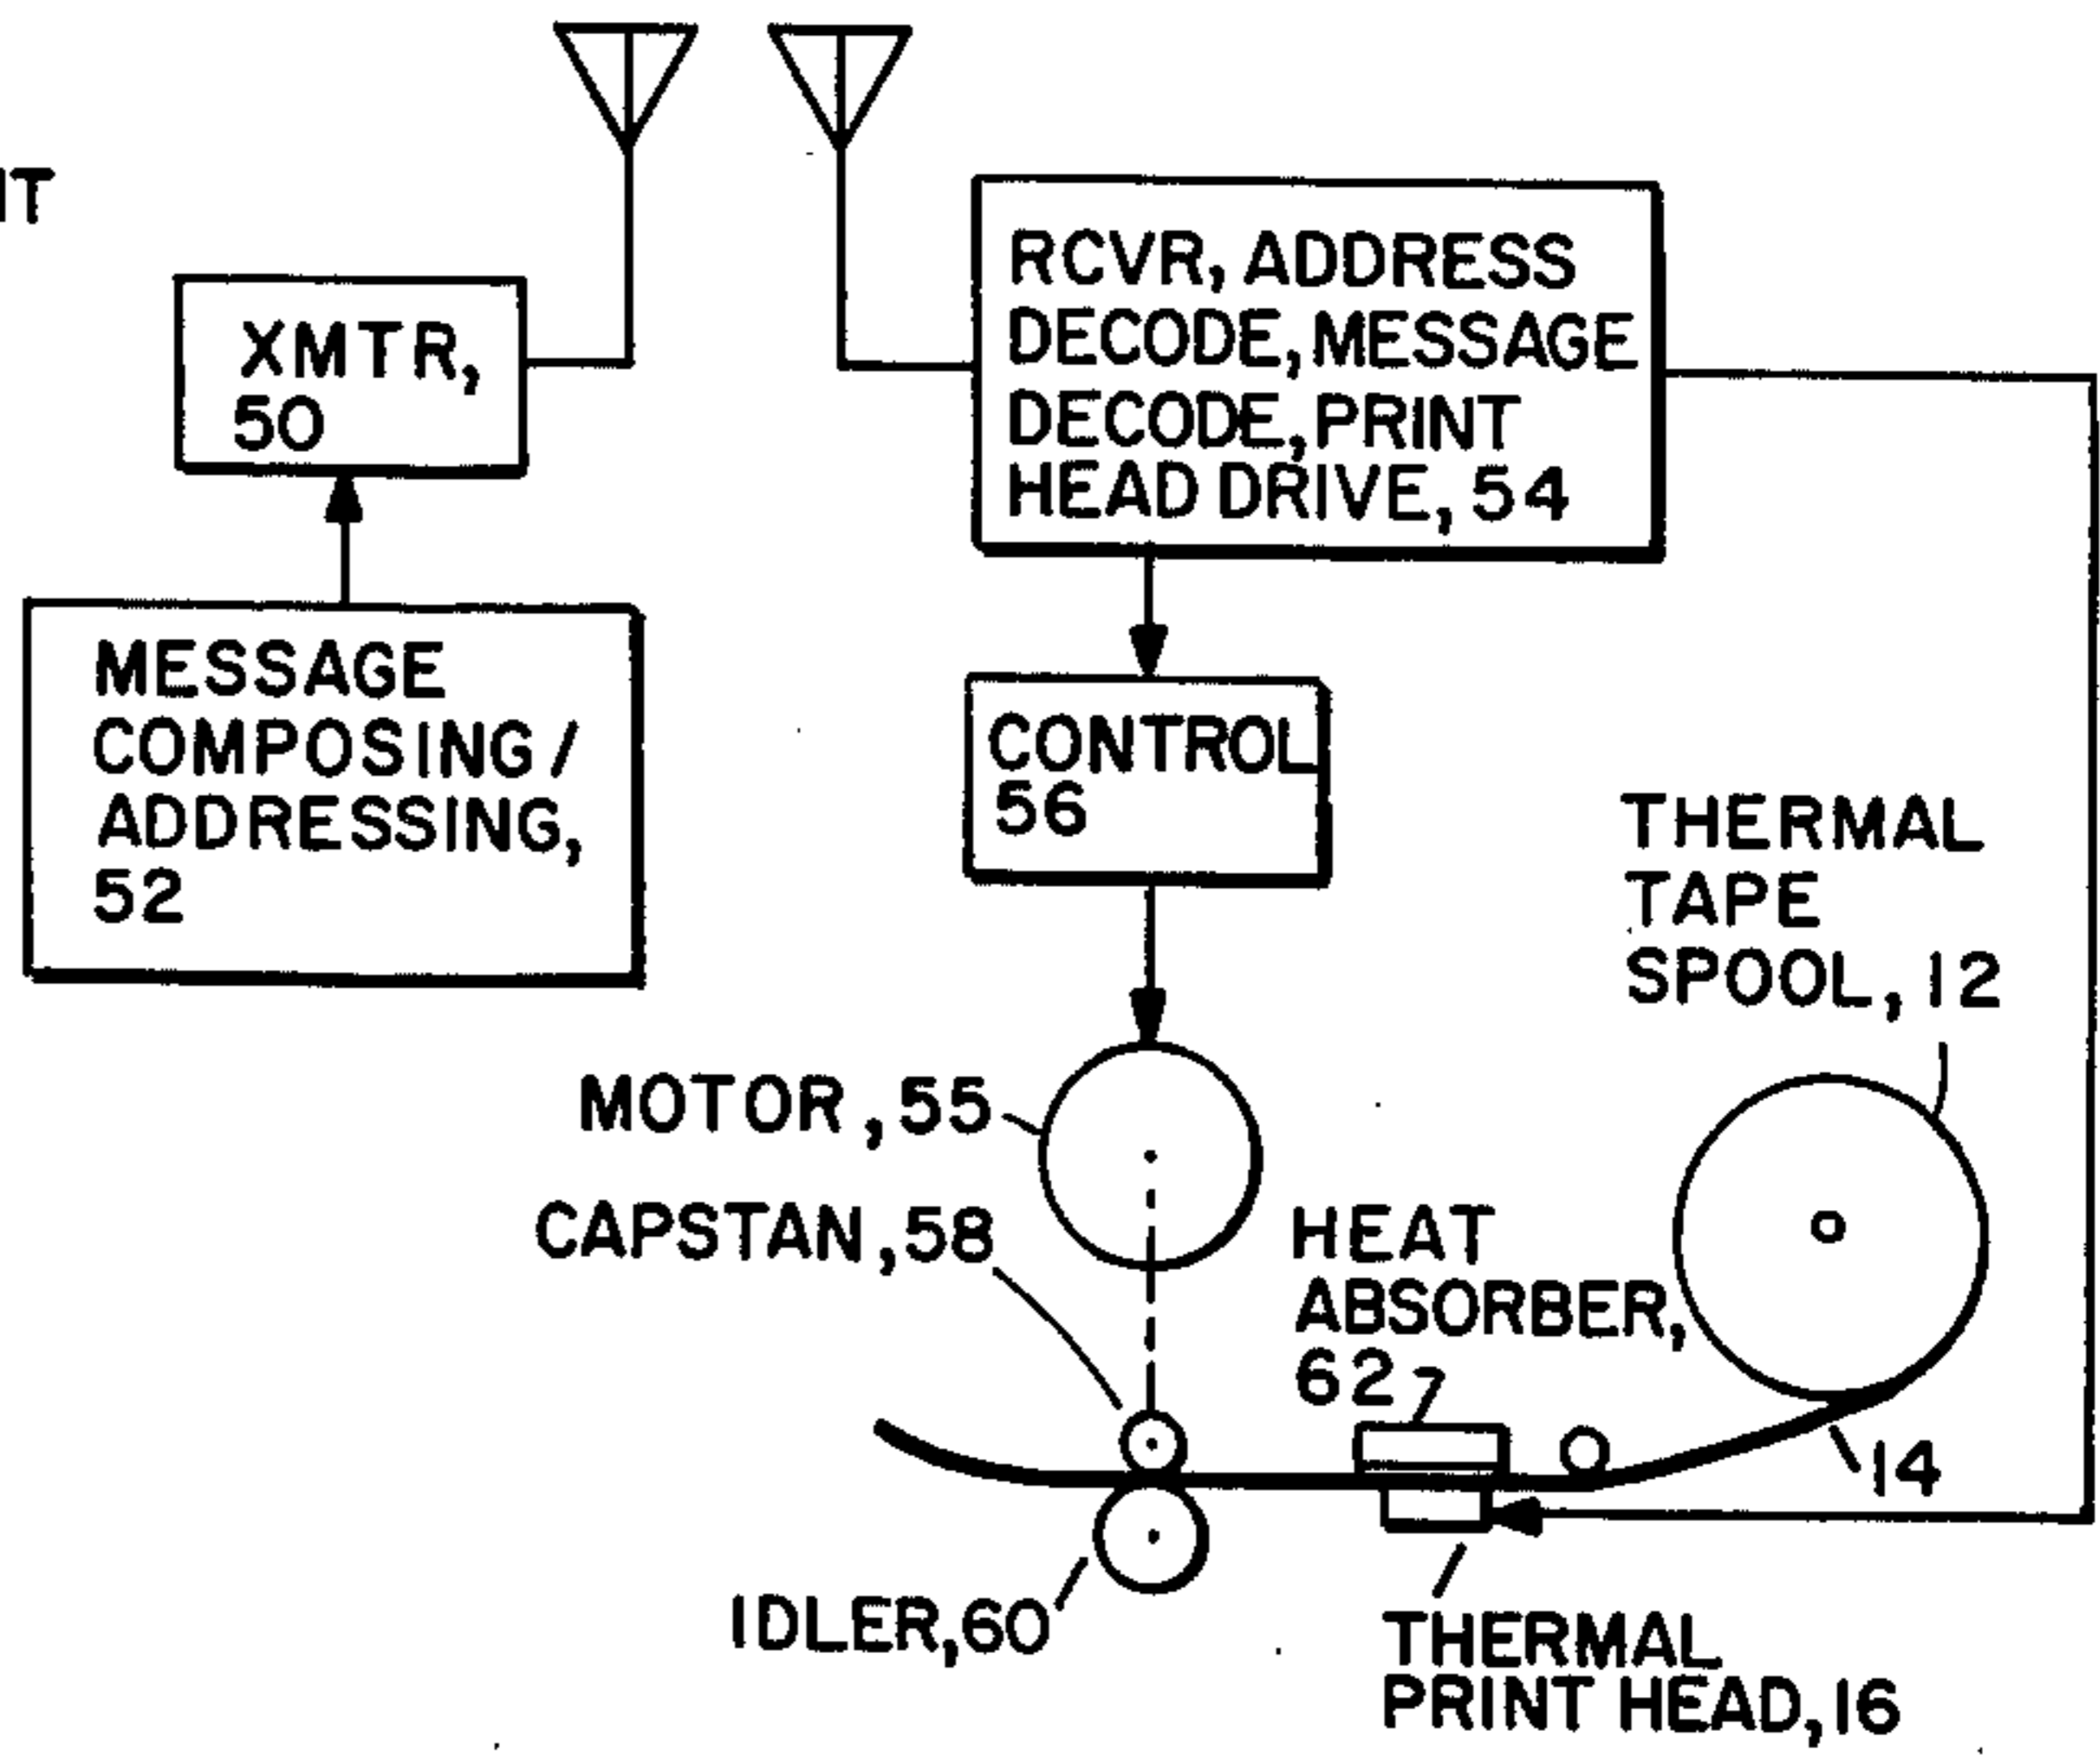 XMTR,
50
RCVR, ADDRESS
DECODE, MESSAGE
DECODE, PRINT
HEAD DRIVE, 54
MESSAGE
COMPOSING/
ADDRESSING,
52
CONTROL
56
THERMAL
TAPE
SPOOL, 12
MOTOR, 55
CAPSTAN, 58
HEAT
ABSORBER,
62
14
IDLER, 60
THERMAL
PRINT HEAD, 16